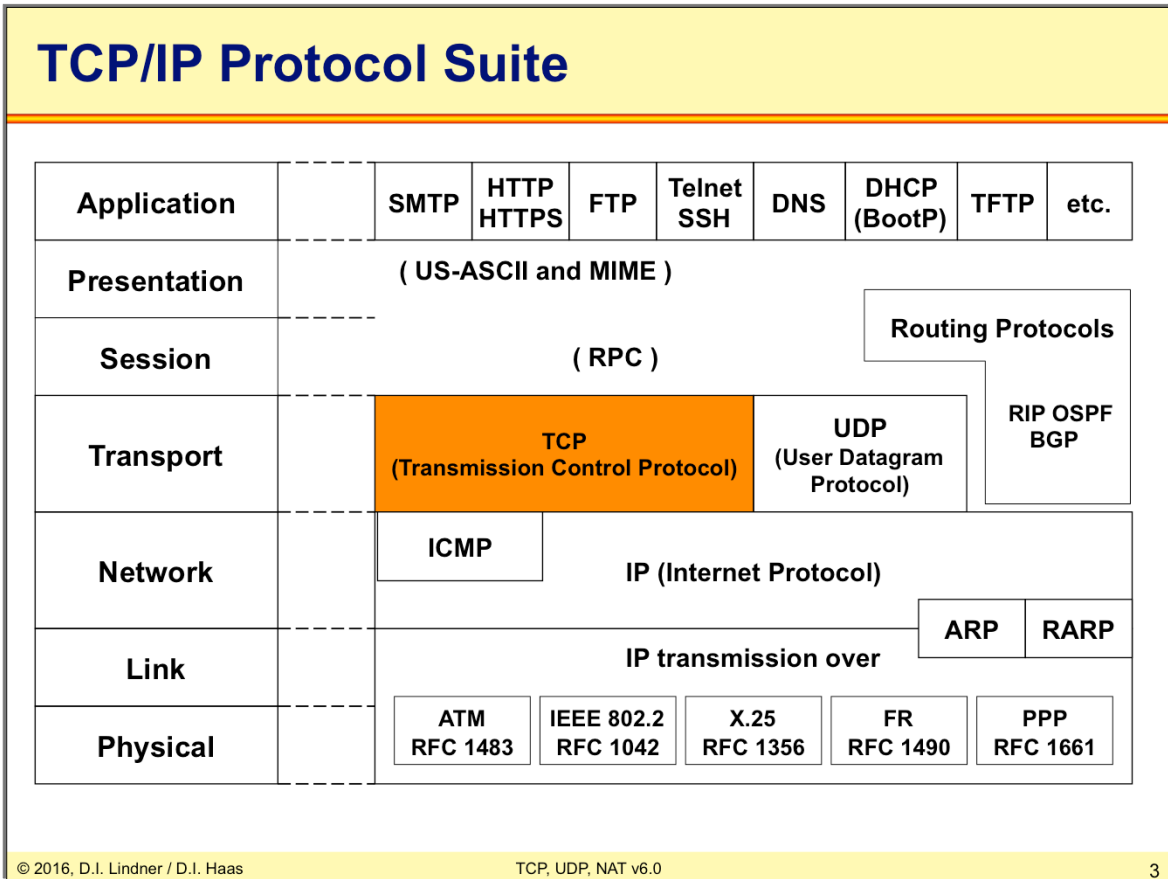 TCP/IP Protocol Suite
Application
SMTP
HTTP
HTTPS
FTP
Telnet
SSH
DNS
DHCP
(BootP)
TFTP
etc.
Presentation
( US-ASCII and MIME )
Routing Protocols
Session
( RPC )
Transport
TCP
(Transmission Control Protocol)
UDP
(User Datagram
Protocol)
RIP OSPF
BGP
Network
ICMP
IP (Internet Protocol)
ARP
RARP
Link
IP transmission over
Physical
ATM
RFC 1483
IEEE 802.2
RFC 1042
X.25
RFC 1356
FR
RFC 1490
PPP
RFC 1661
© 2016, D.I. Lindner / D.I. Haas
TCP, UDP, NAT v6.0
3